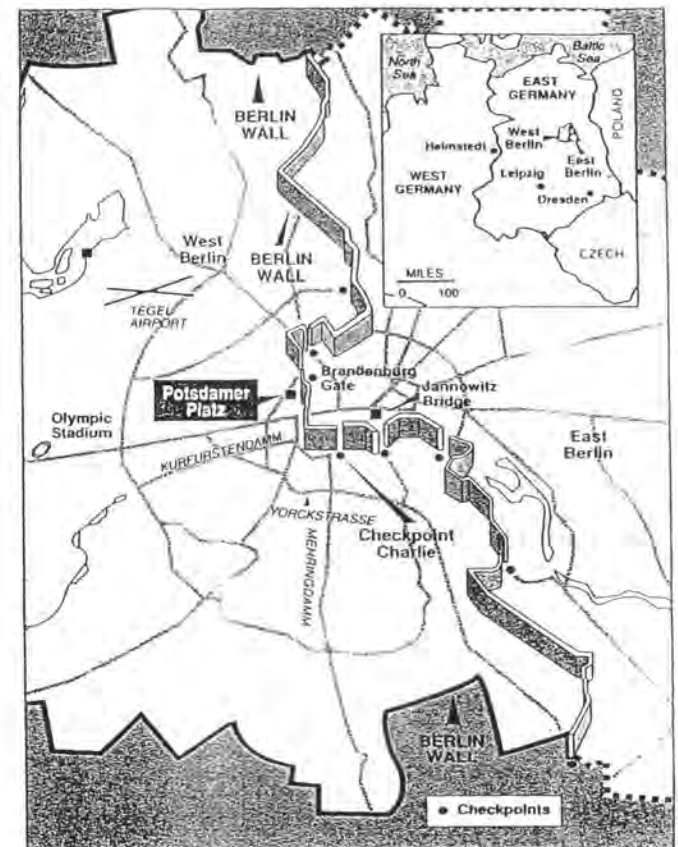 BERLIN
WALL
North
Sea
Baltic
Sea
EAST
GERMANY
POLAND
West
Berlin
Helmstedt
East
Berlin
Leipzig
WEST
GERMANY
Dresden
CZECH.
MILES
0 100
West
Berlin
BERLIN
WALL
TEGEL
AIRPORT
Brandenburg
Gate
Jannowitz
Bridge
Potsdamer
Platz
Olympic
Stadium
KURFURSTENDAMM
East
Berlin
YORCKSTRASSE
Checkpoint
Charlie
MEHRINGDAMM
BERLIN
WALL
Checkpoints